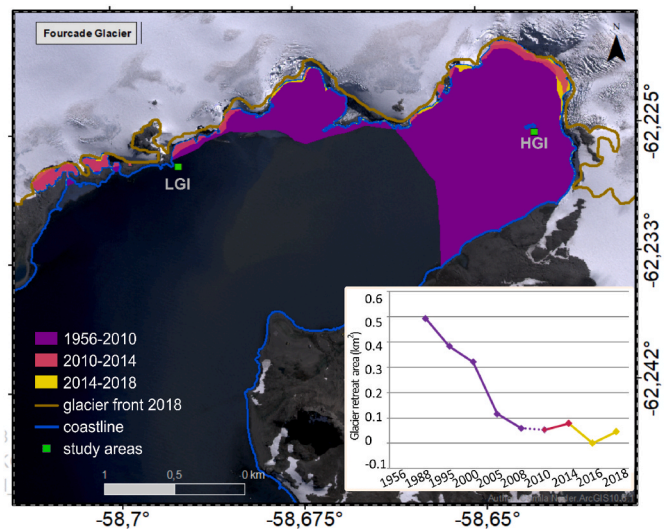 Fourcade Glacier
N
-62,225°
HGI
LGI
-62,233°
1956-2010
2010-2014
2014-2018
glacier front 2018
coastline
study areas
1 0,5 0 km
-62,242°
0.6
0.5
0.4
0.3
0.2
0.1
0
-0.1
Glacier retreat area (km²)
1956 1988 1995 2000 2005 2008 2010 2014 2016 2018
-58,7° -58,675° -58,65°